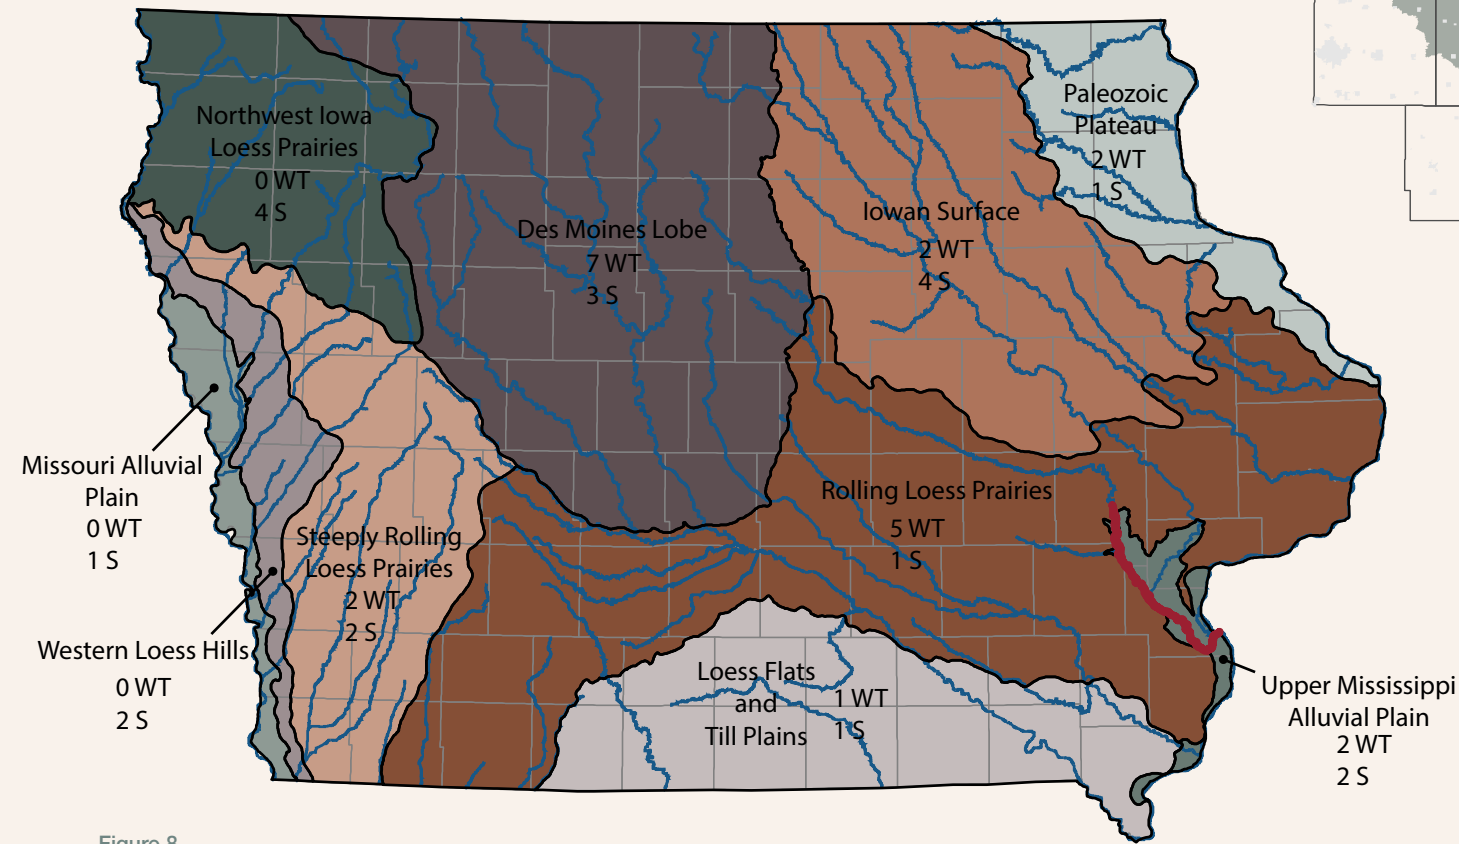 Northwest Iowa
Loess Prairies
0 WT
4 S
Des Moines Lobe
7 WT
3 S
Iowan Surface
2 WT
4 S
Paleozoic
Plateau
2 WT
1 S
Missouri Alluvial
Plain
0 WT
1 S
Steeply Rolling
Loess Prairies
2 WT
2 S
Rolling Loess Prairies
5 WT
1 S
Western Loess Hills
0 WT
2 S
Loess Flats
and
Till Plains
1 WT
1 S
Upper Mississippi
Alluvial Plain
2 WT
2 S
Figure 8